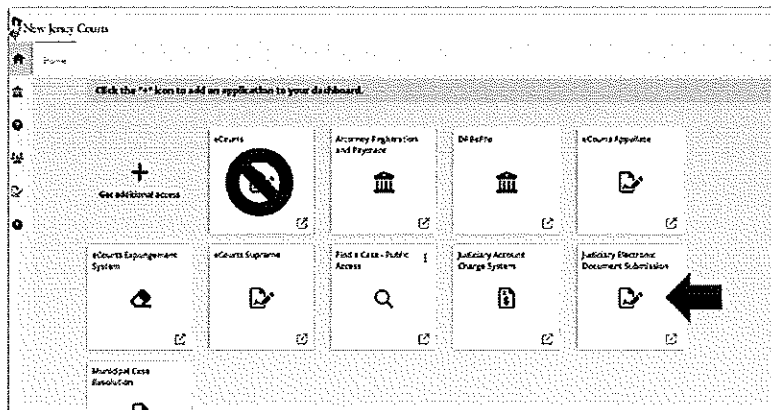 New Jersey Courts
Home
Click the "+" icon to add an application to your dashboard.
Get additional access
eCourts
Attorney Registration
and Payment
eCourts Appellate
eCourts Expungement
System
eCourts Supreme
Find a Case - Public
Access
Judiciary Account
Charge System
Judiciary Electronic
Document Submission
Municipal Case
Resolution